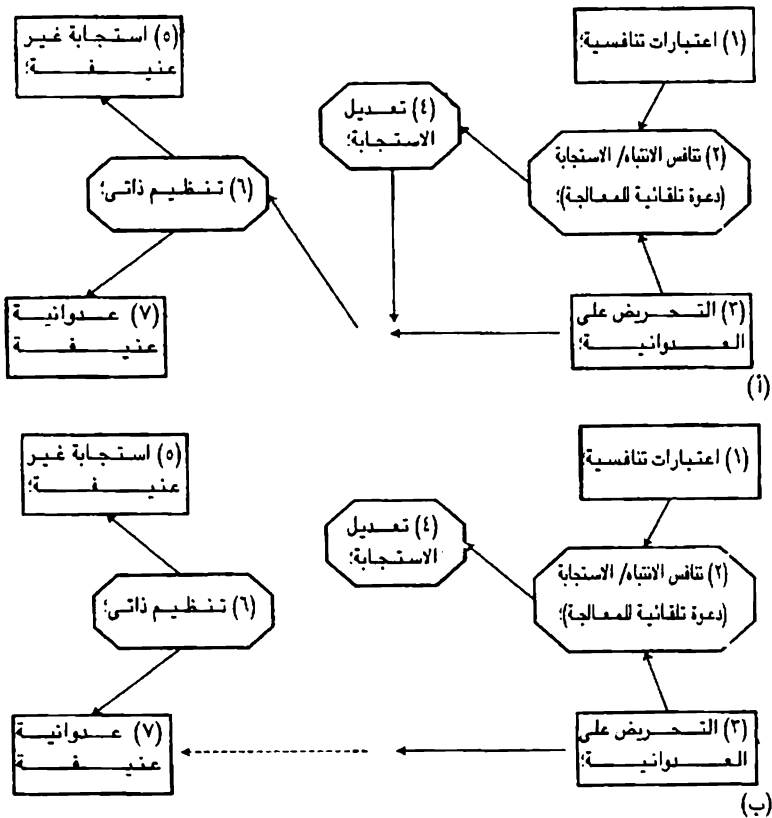 (١) اعتبارات تنافسية؛
(٢) تنافس الانتباه/ الاستجابة
(دعوة تلقائية للمعالجة)؛
(٣) التحريض على
العدوانية؛
(٤) تعديل
الاستجابة؛
(٥) استجابة غير
عنيفة؛
(٦) تنظيم ذاتى؛
(٧) عدوانية
عنيفة
(أ)
(١) اعتبارات تنافسية؛
(٢) تنافس الانتباه/ الاستجابة
(دعوة تلقائية للمعالجة)؛
(٣) التحريض على
العدوانية؛
(٤) تعديل
الاستجابة؛
(٥) استجابة غير
عنيفة؛
(٦) تنظيم ذاتى؛
(٧) عدوانية
عنيفة
(ب)